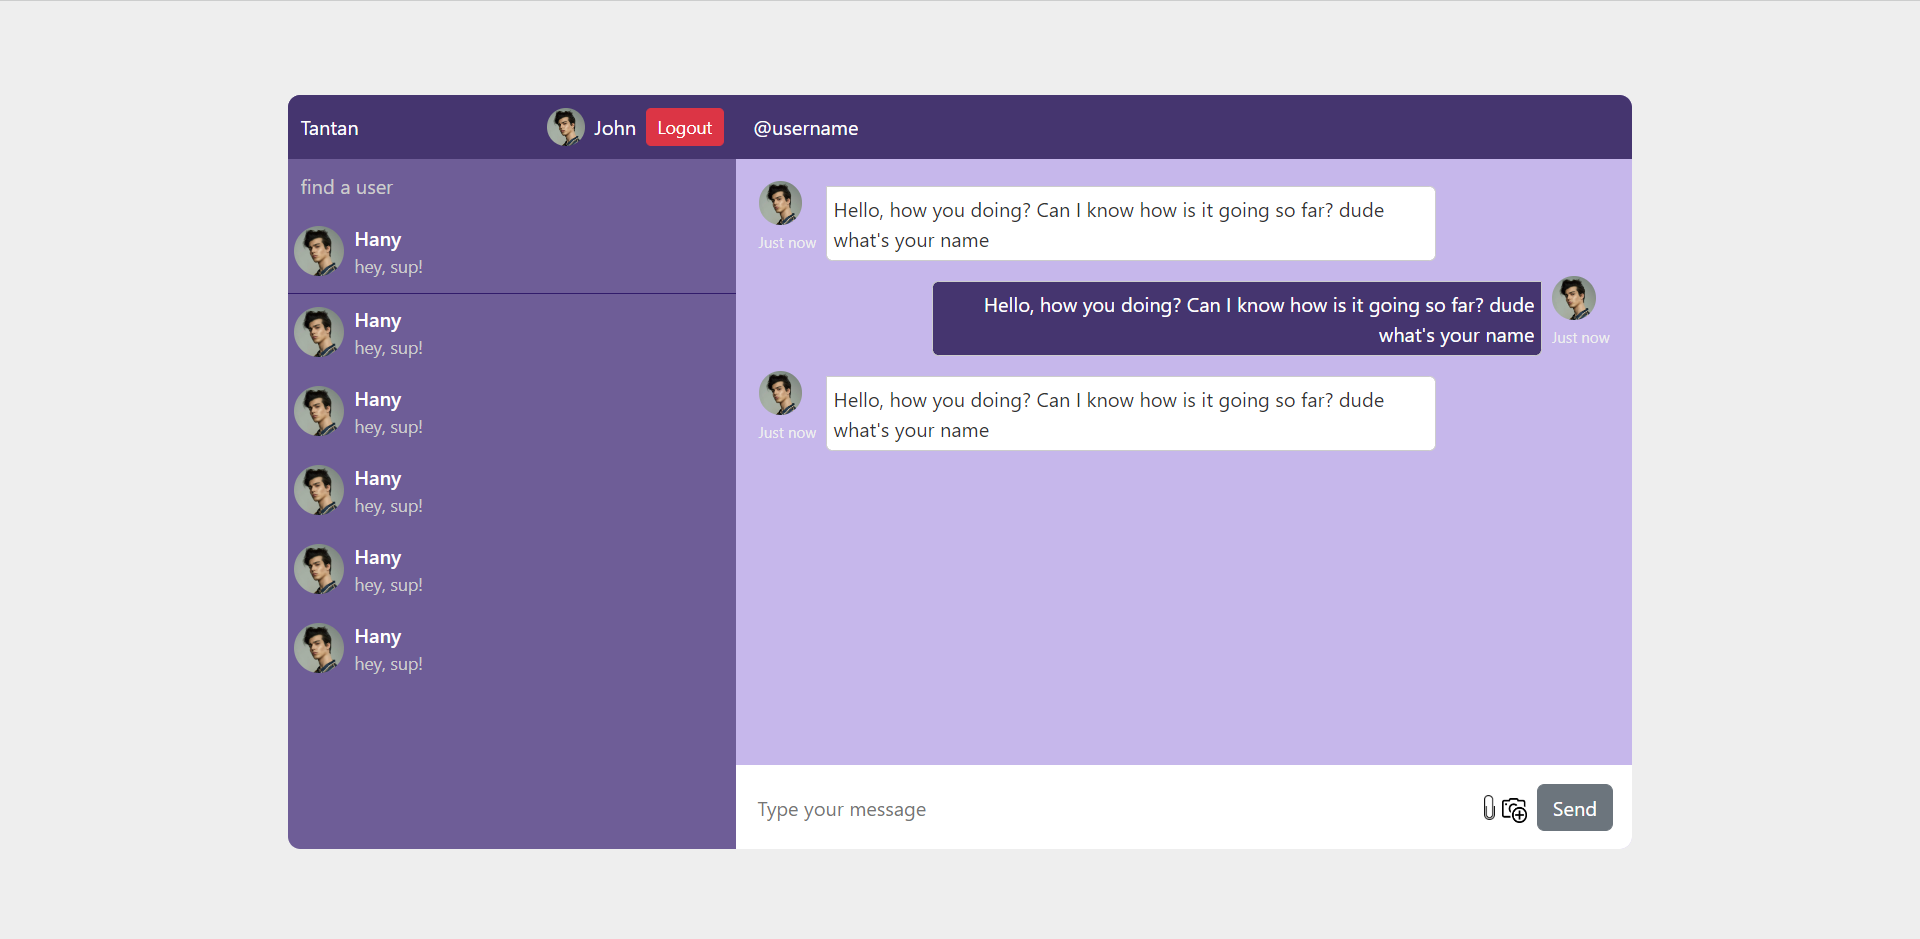 Tantan
John
Logout
@username
find a user
Hany
hey, sup!
Hany
hey, sup!
Hany
hey, sup!
Hany
hey, sup!
Hany
hey, sup!
Hany
hey, sup!
Hello, how you doing? Can I know how is it going so far? dude
what's your name
Just now
Hello, how you doing? Can I know how is it going so far? dude
what's your name
Just now
Hello, how you doing? Can I know how is it going so far? dude
what's your name
Just now
Type your message
Send